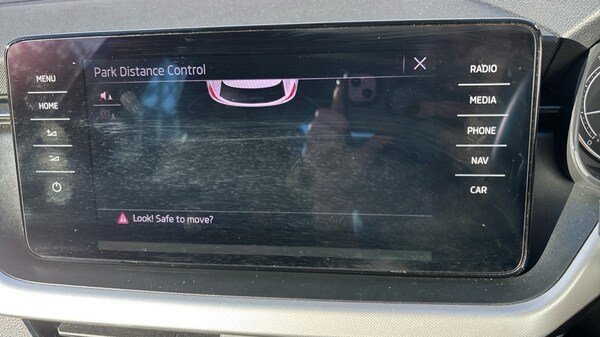 Park Distance Control
MENU
HOME
RADIO
MEDIA
PHONE
NAV
CAR
Look! Safe to move?